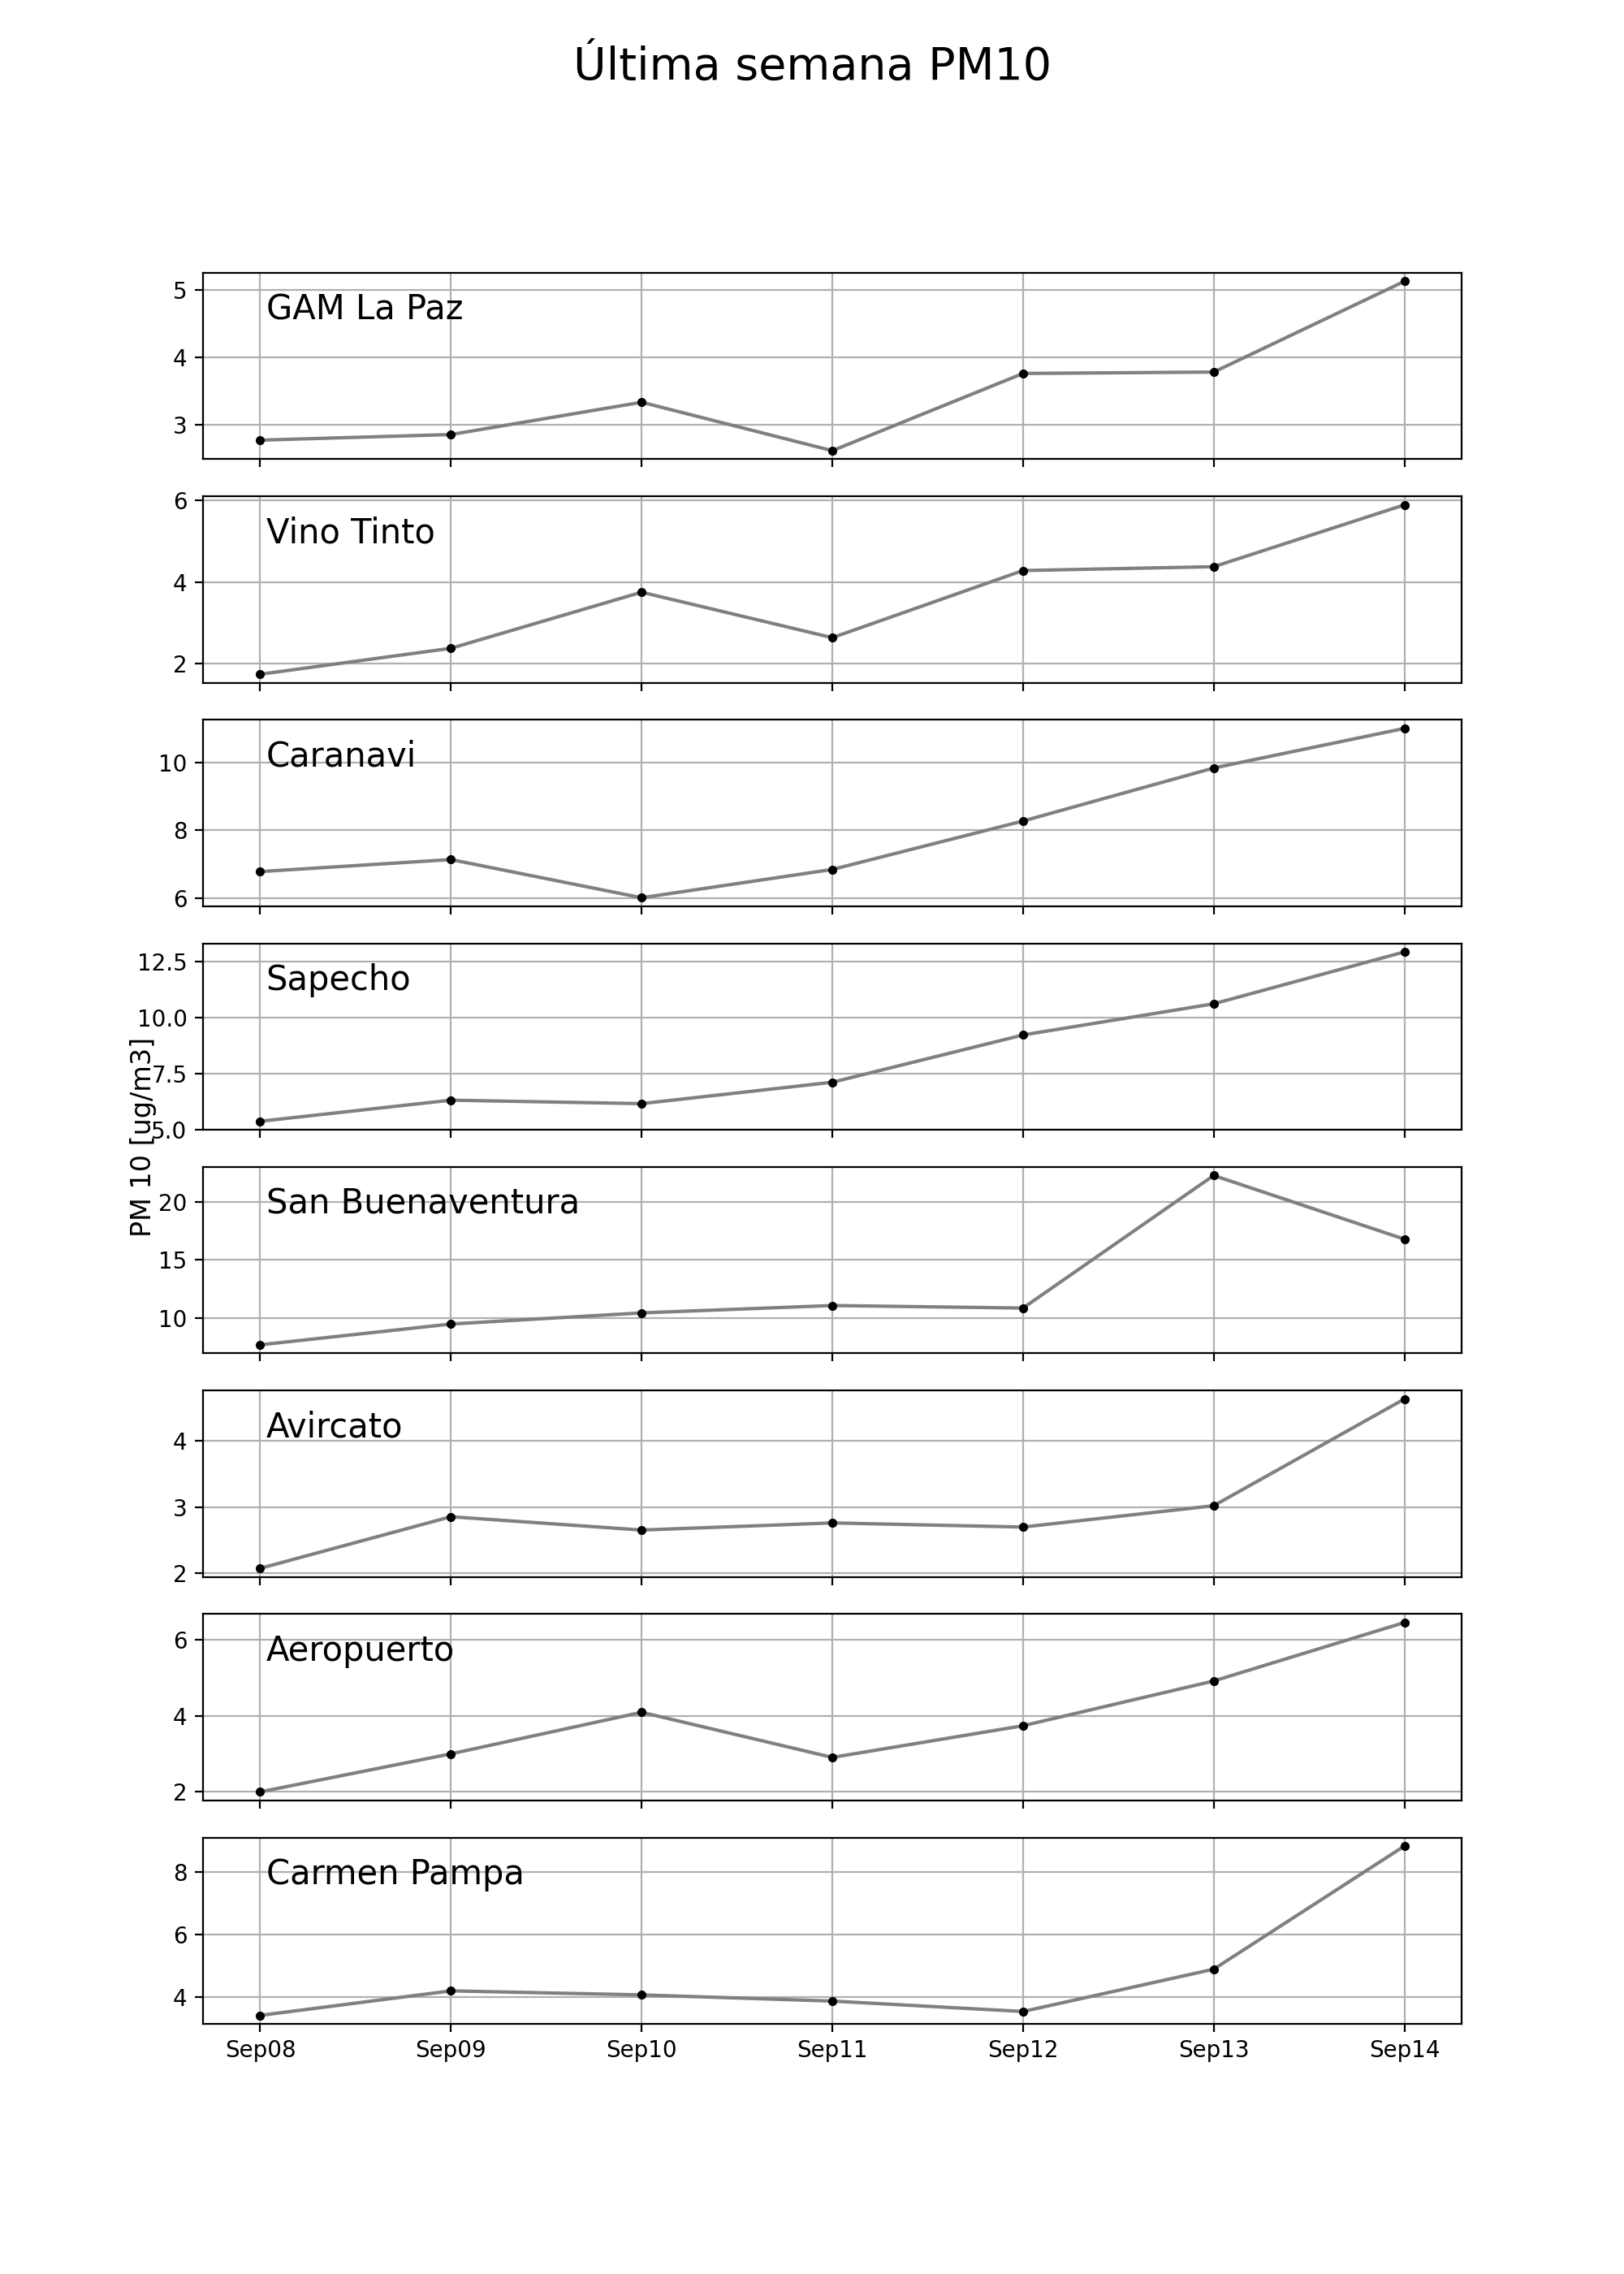 Última semana PM10
GAM La Paz
5
4
3
Vino Tinto
6
4
2
Caranavi
10
8
6
Sapecho
12.5
10.0
7.5
5.0
PM 10 [ug/m3]
San Buenaventura
20
15
10
Avircato
4
3
2
Aeropuerto
6
4
2
Carmen Pampa
8
6
4
Sep08 Sep09 Sep10 Sep11 Sep12 Sep13 Sep14